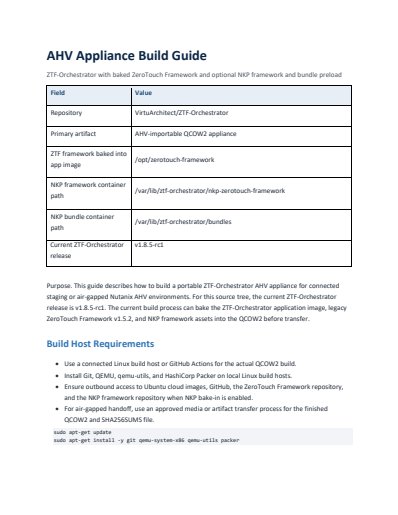 AHV Appliance Build Guide
ZTF-Orchestrator with baked ZeroTouch Framework and optional NKP framework and bundle preload
Field Value
Repository VirtuArchitect/ZTF-Orchestrator
Primary artifact AHV-importable QCOW2 appliance
ZTF framework baked into
app image
/opt/zerotouch-framework
NKP framework container
path
/var/lib/ztf-orchestrator/nkp-zerotouch-framework
NKP bundle container
path
/var/lib/ztf-orchestrator/bundles
Current ZTF-Orchestrator
release
v1.8.5-rc1
Purpose. This guide describes how to build a portable ZTF-Orchestrator AHV appliance for connected
staging or air-gapped Nutanix AHV environments. For this source tree, the current ZTF-Orchestrator
release is v1.8.5-rc1. The current build process can bake the ZTF-Orchestrator application image, legacy
ZeroTouch Framework v1.5.2, and NKP framework assets into the QCOW2 before transfer.
Build Host Requirements
• Use a connected Linux build host or GitHub Actions for the actual QCOW2 build.
• Install Git, QEMU, qemu-utils, and HashiCorp Packer on local Linux build hosts.
• Ensure outbound access to Ubuntu cloud images, GitHub, the ZeroTouch Framework repository,
and the NKP framework repository when NKP bake-in is enabled.
• For air-gapped handoff, use an approved media or artifact transfer process for the finished
QCOW2 and SHA256SUMS file.
sudo apt-get update
sudo apt-get install -y git qemu-system-x86 qemu-utils packer